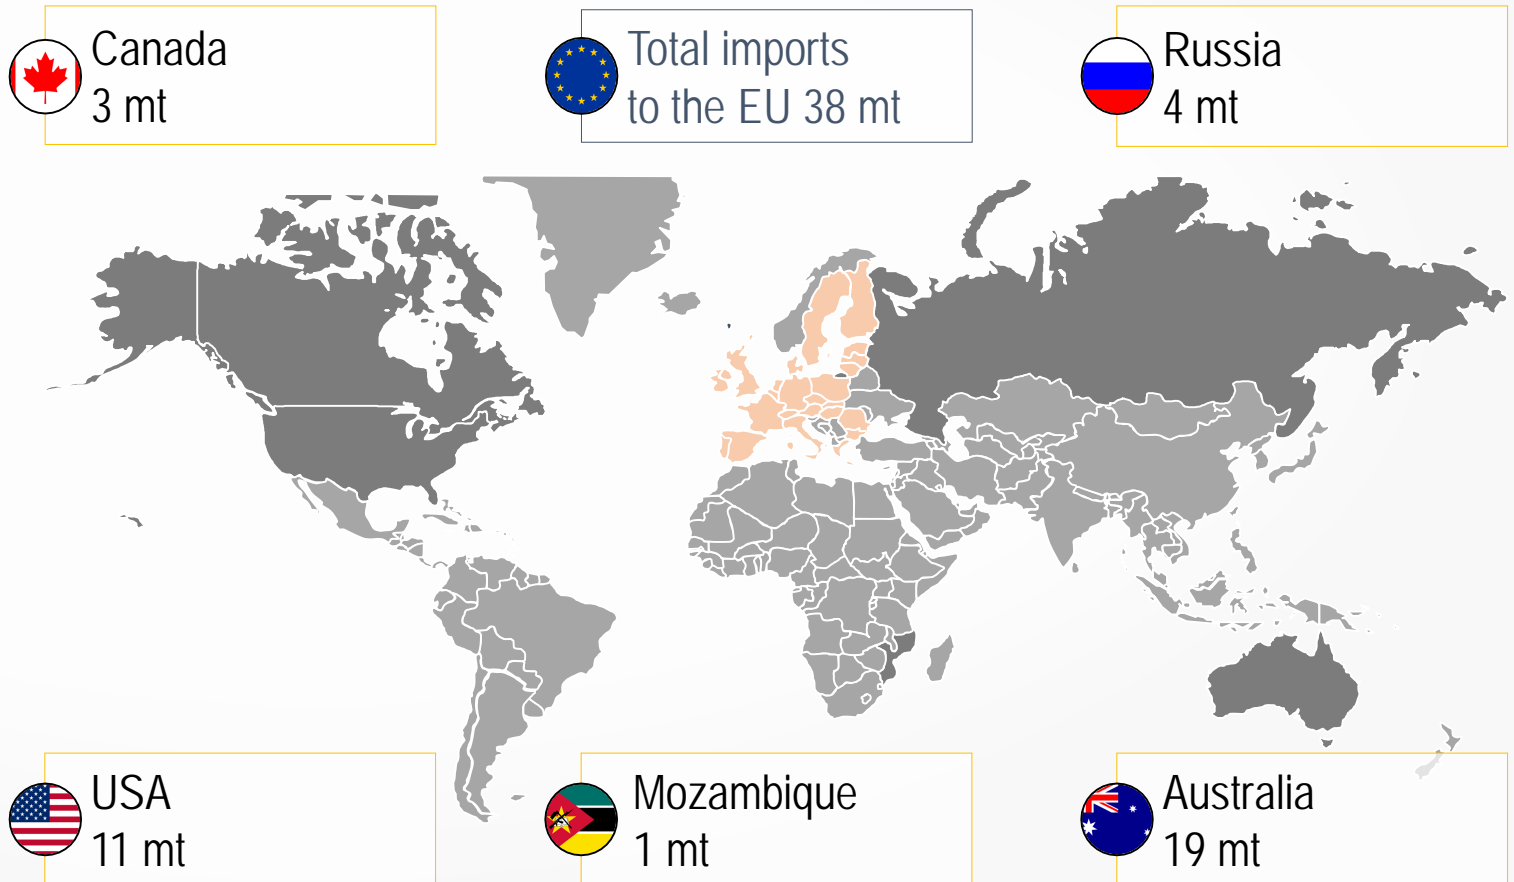 Canada
3 mt
Total imports
to the EU 38 mt
Russia
4 mt
USA
11 mt
Mozambique
1 mt
Australia
19 mt